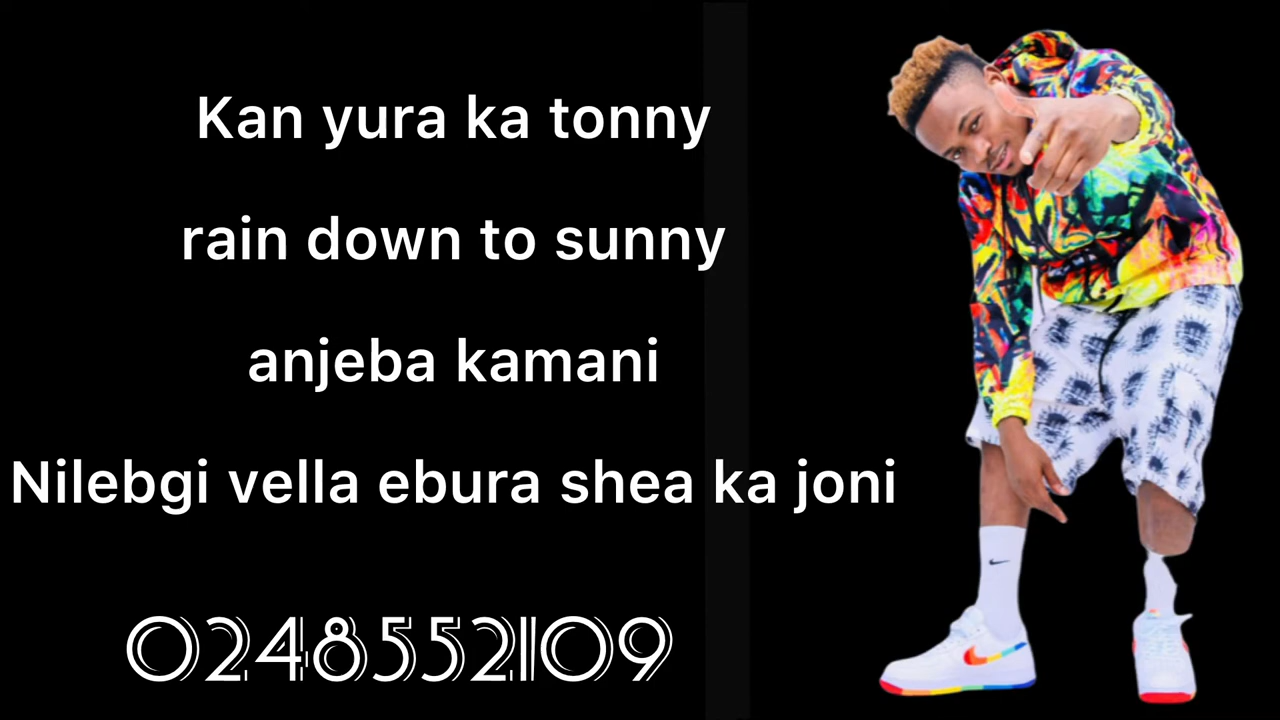 Kan yura ka tonny
rain down to sunny
anjeba kamani
Nilebgi vella ebura shea ka joni
0248552109